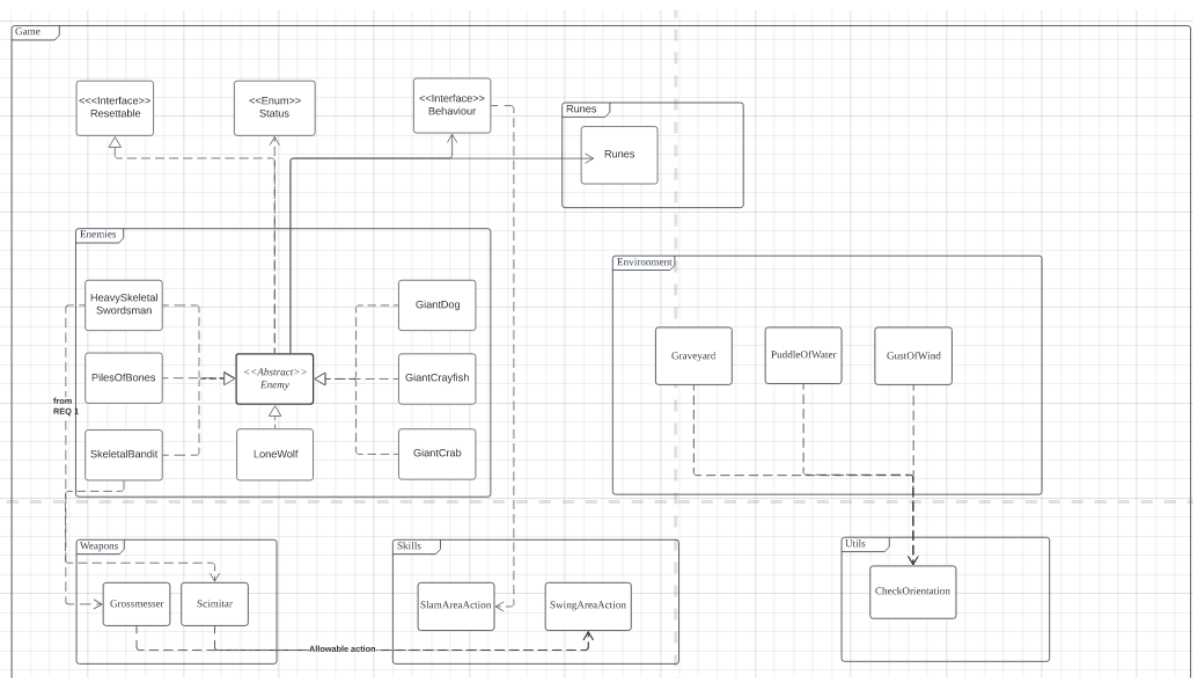 Game
<<<Interface>>
Resettable
<<Enum>>
Status
<<Interface>>
Behaviour
Runes
Runes
Enemies
HeavySkeletal
Swordsman
PilesOfBones
SkeletalBandit
<<Abstract>>
Enemy
LoneWolf
GiantDog
GiantCrayfish
GiantCrab
from
REQ 1
Environment
Graveyard
PuddleOfWater
GustOfWind
Weapons
Grossmesser
Scimitar
Allowable action
Skills
SlamAreaAction
SwingAreaAction
Utils
CheckOrientation